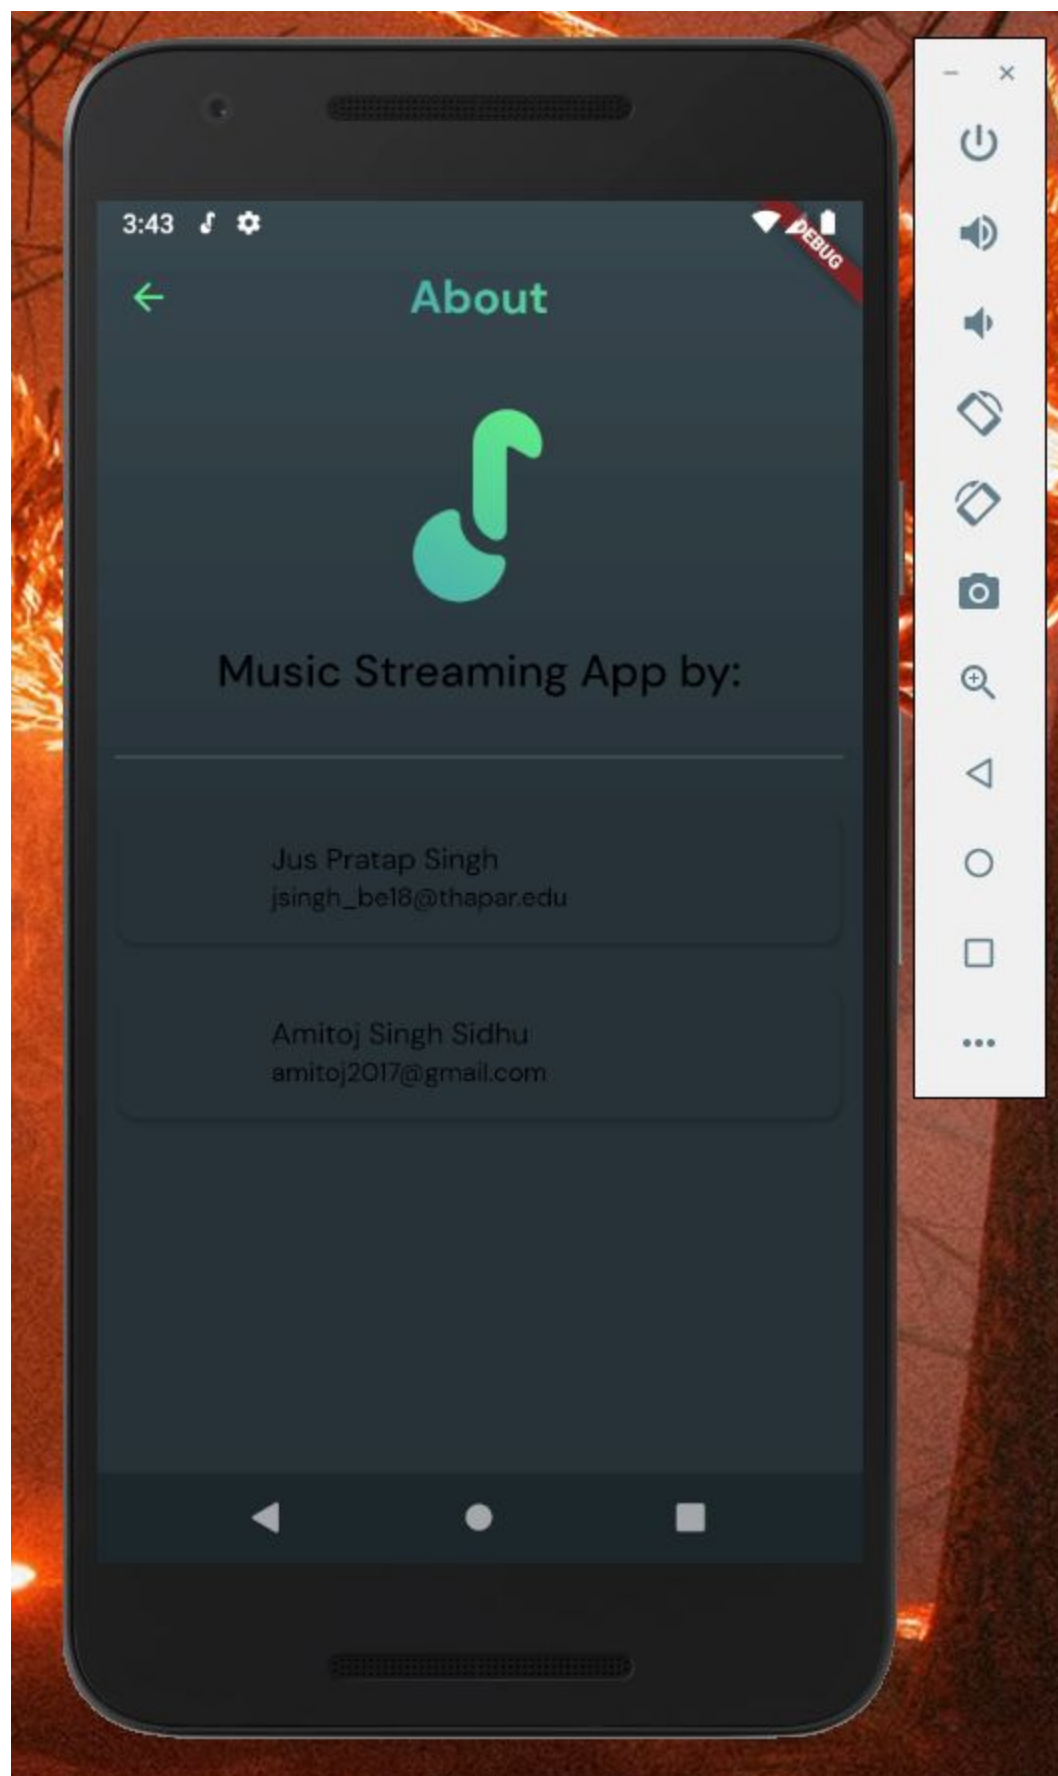 3:43
DEBUG
About
Music Streaming App by:
Jus Pratap Singh
jsingh_be18@thapar.edu
Amitoj Singh Sidhu
amitoj2017@gmail.com